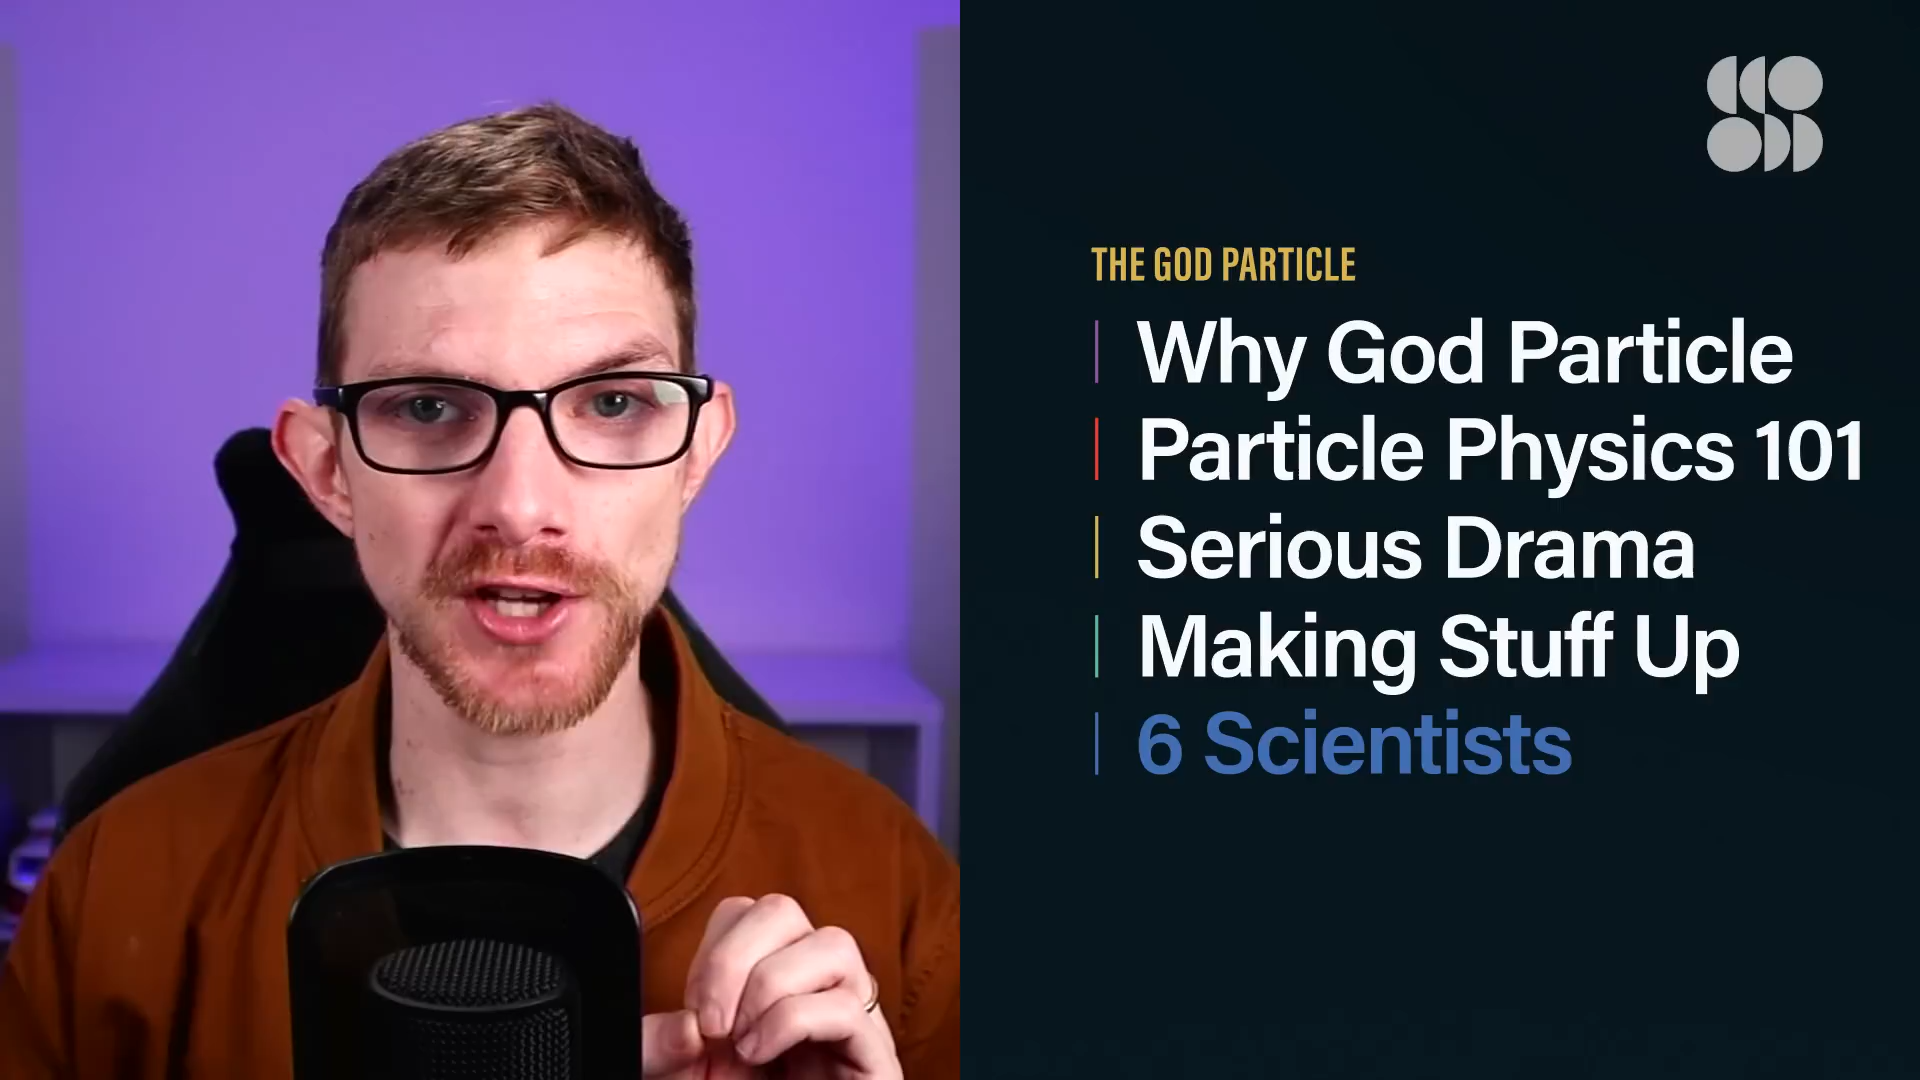 THE GOD PARTICLE
Why God Particle
Particle Physics 101
Serious Drama
Making Stuff Up
6 Scientists